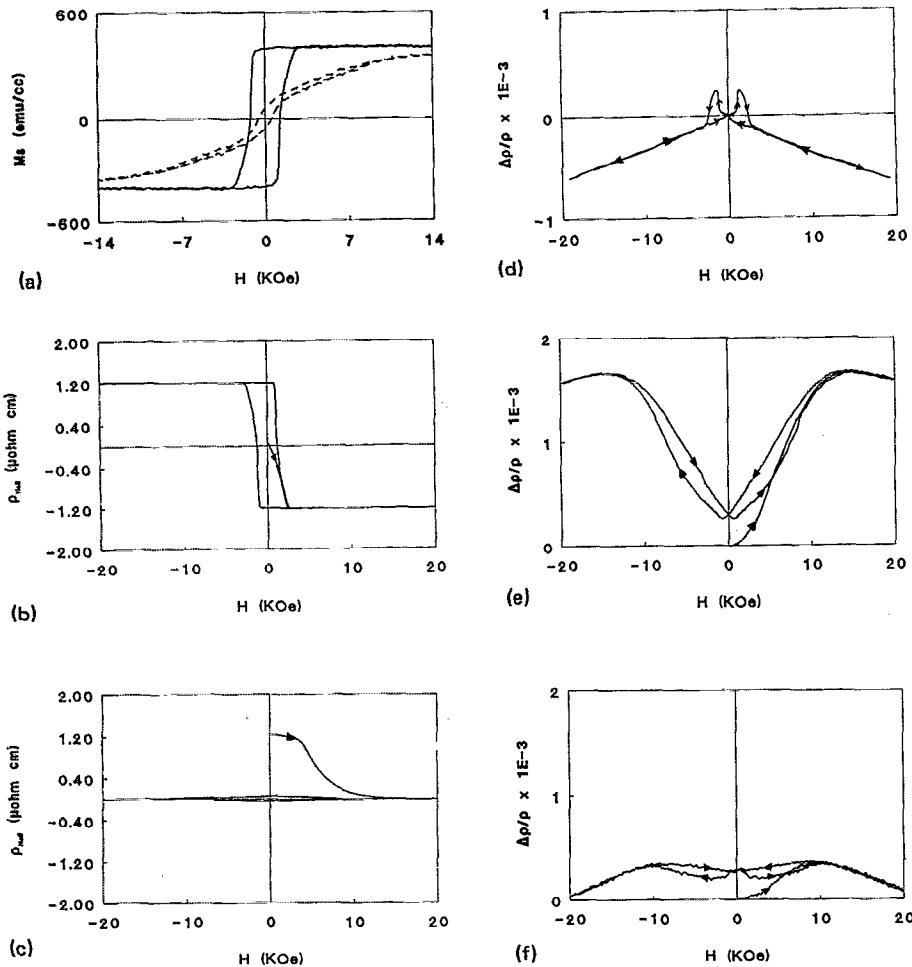 600
0
-600
Ms (emu/cc)
-14 -7 0 7 14
H (KOe)
(a)
2.00
1.20
0.40
-0.40
-1.20
-2.00
ρHall (µohm cm)
-20 -10 0 10 20
H (KOe)
(b)
2.00
1.20
0.40
-0.40
-1.20
-2.00
ρHall (µohm cm)
-20 -10 0 10 20
H (KOe)
(c)
1
0
-1
Δρ/ρ × 1E-3
-20 -10 0 10 20
H (KOe)
(d)
2
1
0
Δρ/ρ × 1E-3
-20 -10 0 10 20
H (KOe)
(e)
2
1
0
Δρ/ρ × 1E-3
-20 -10 0 10 20
H (KOe)
(f)